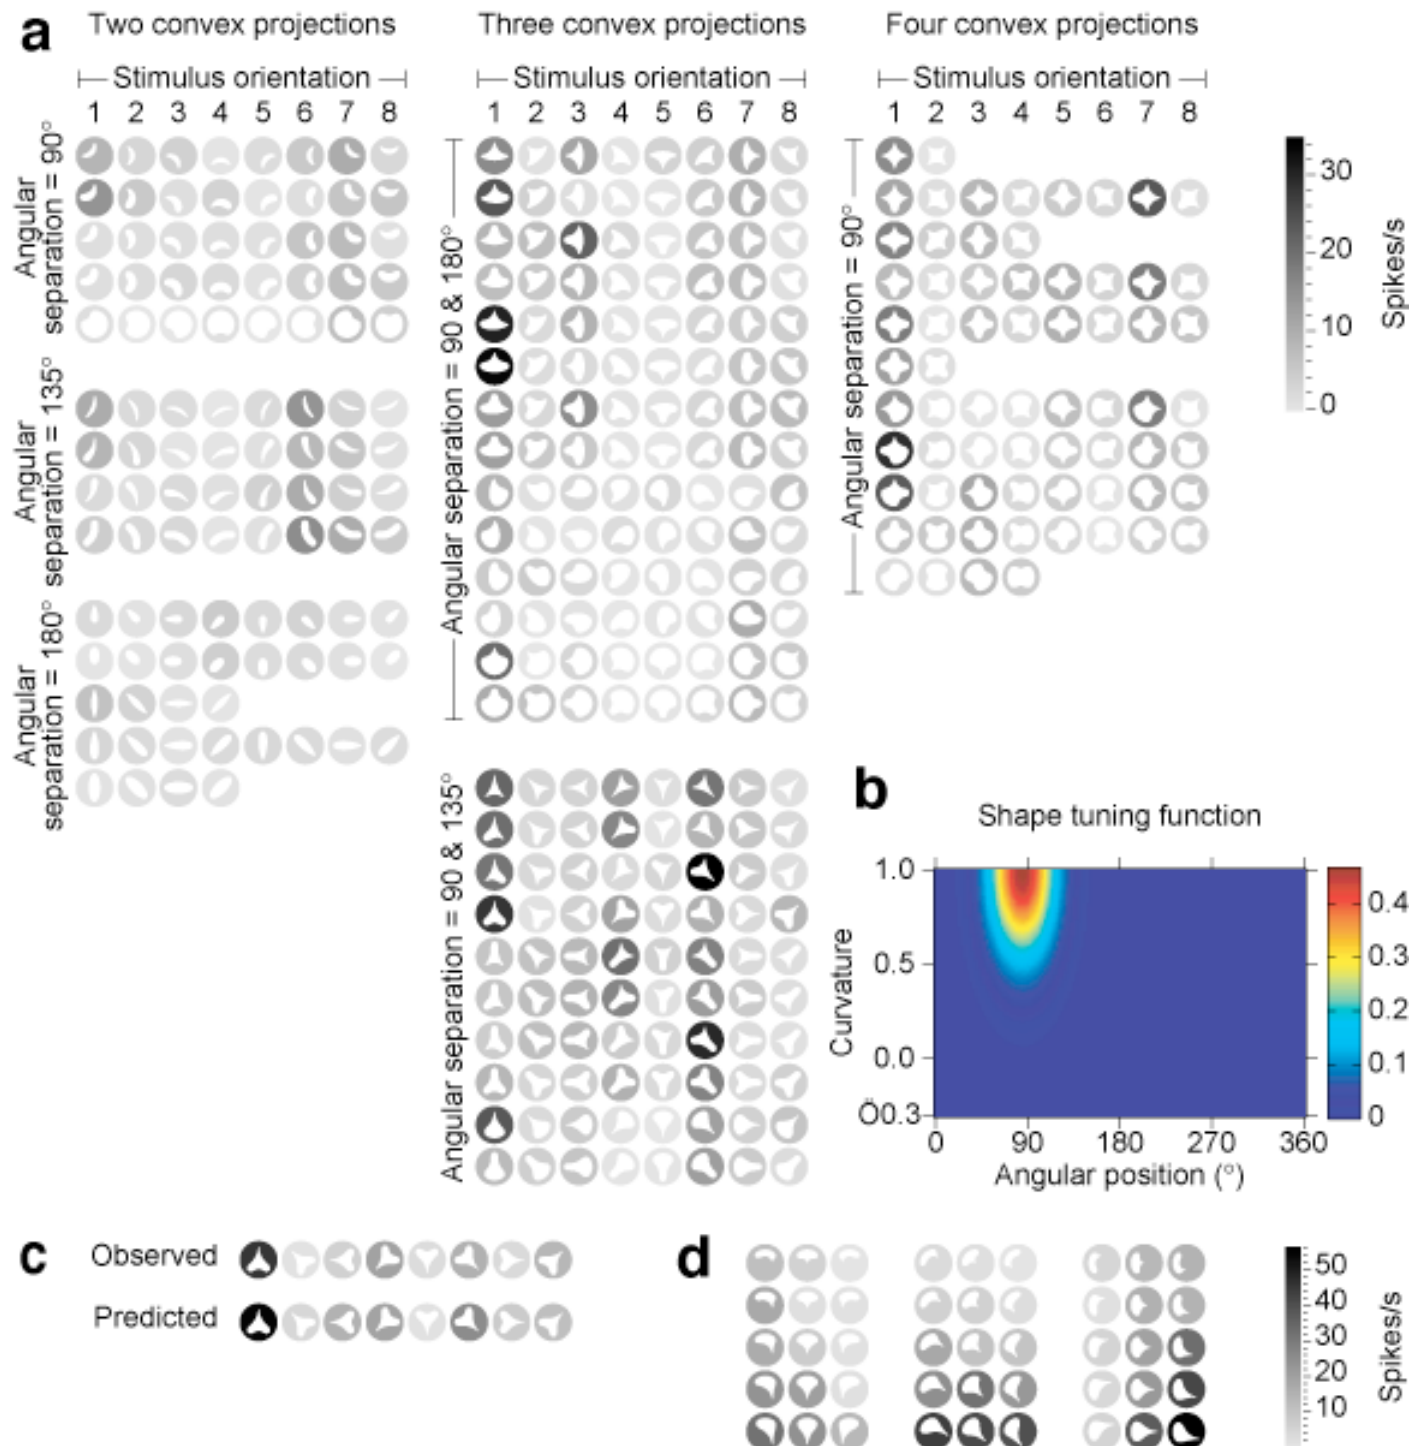 a
Two convex projections
Three convex projections
Four convex projections
Stimulus orientation
Stimulus orientation
Stimulus orientation
1 2 3 4 5 6 7 8
1 2 3 4 5 6 7 8
1 2 3 4 5 6 7 8
Angular
separation = 90°
Angular
separation = 135°
Angular
separation = 180°
Angular separation = 90 & 180°
Angular separation = 90 & 135°
Angular separation = 90°
30
20
10
0
Spikes/s
b
Shape tuning function
1.0
0.5
0.0
Ö0.3
Curvature
0 90 180 270 360
Angular position (°)
0.4
0.3
0.2
0.1
0
c
Observed
Predicted
d
50
40
30
20
10
Spikes/s